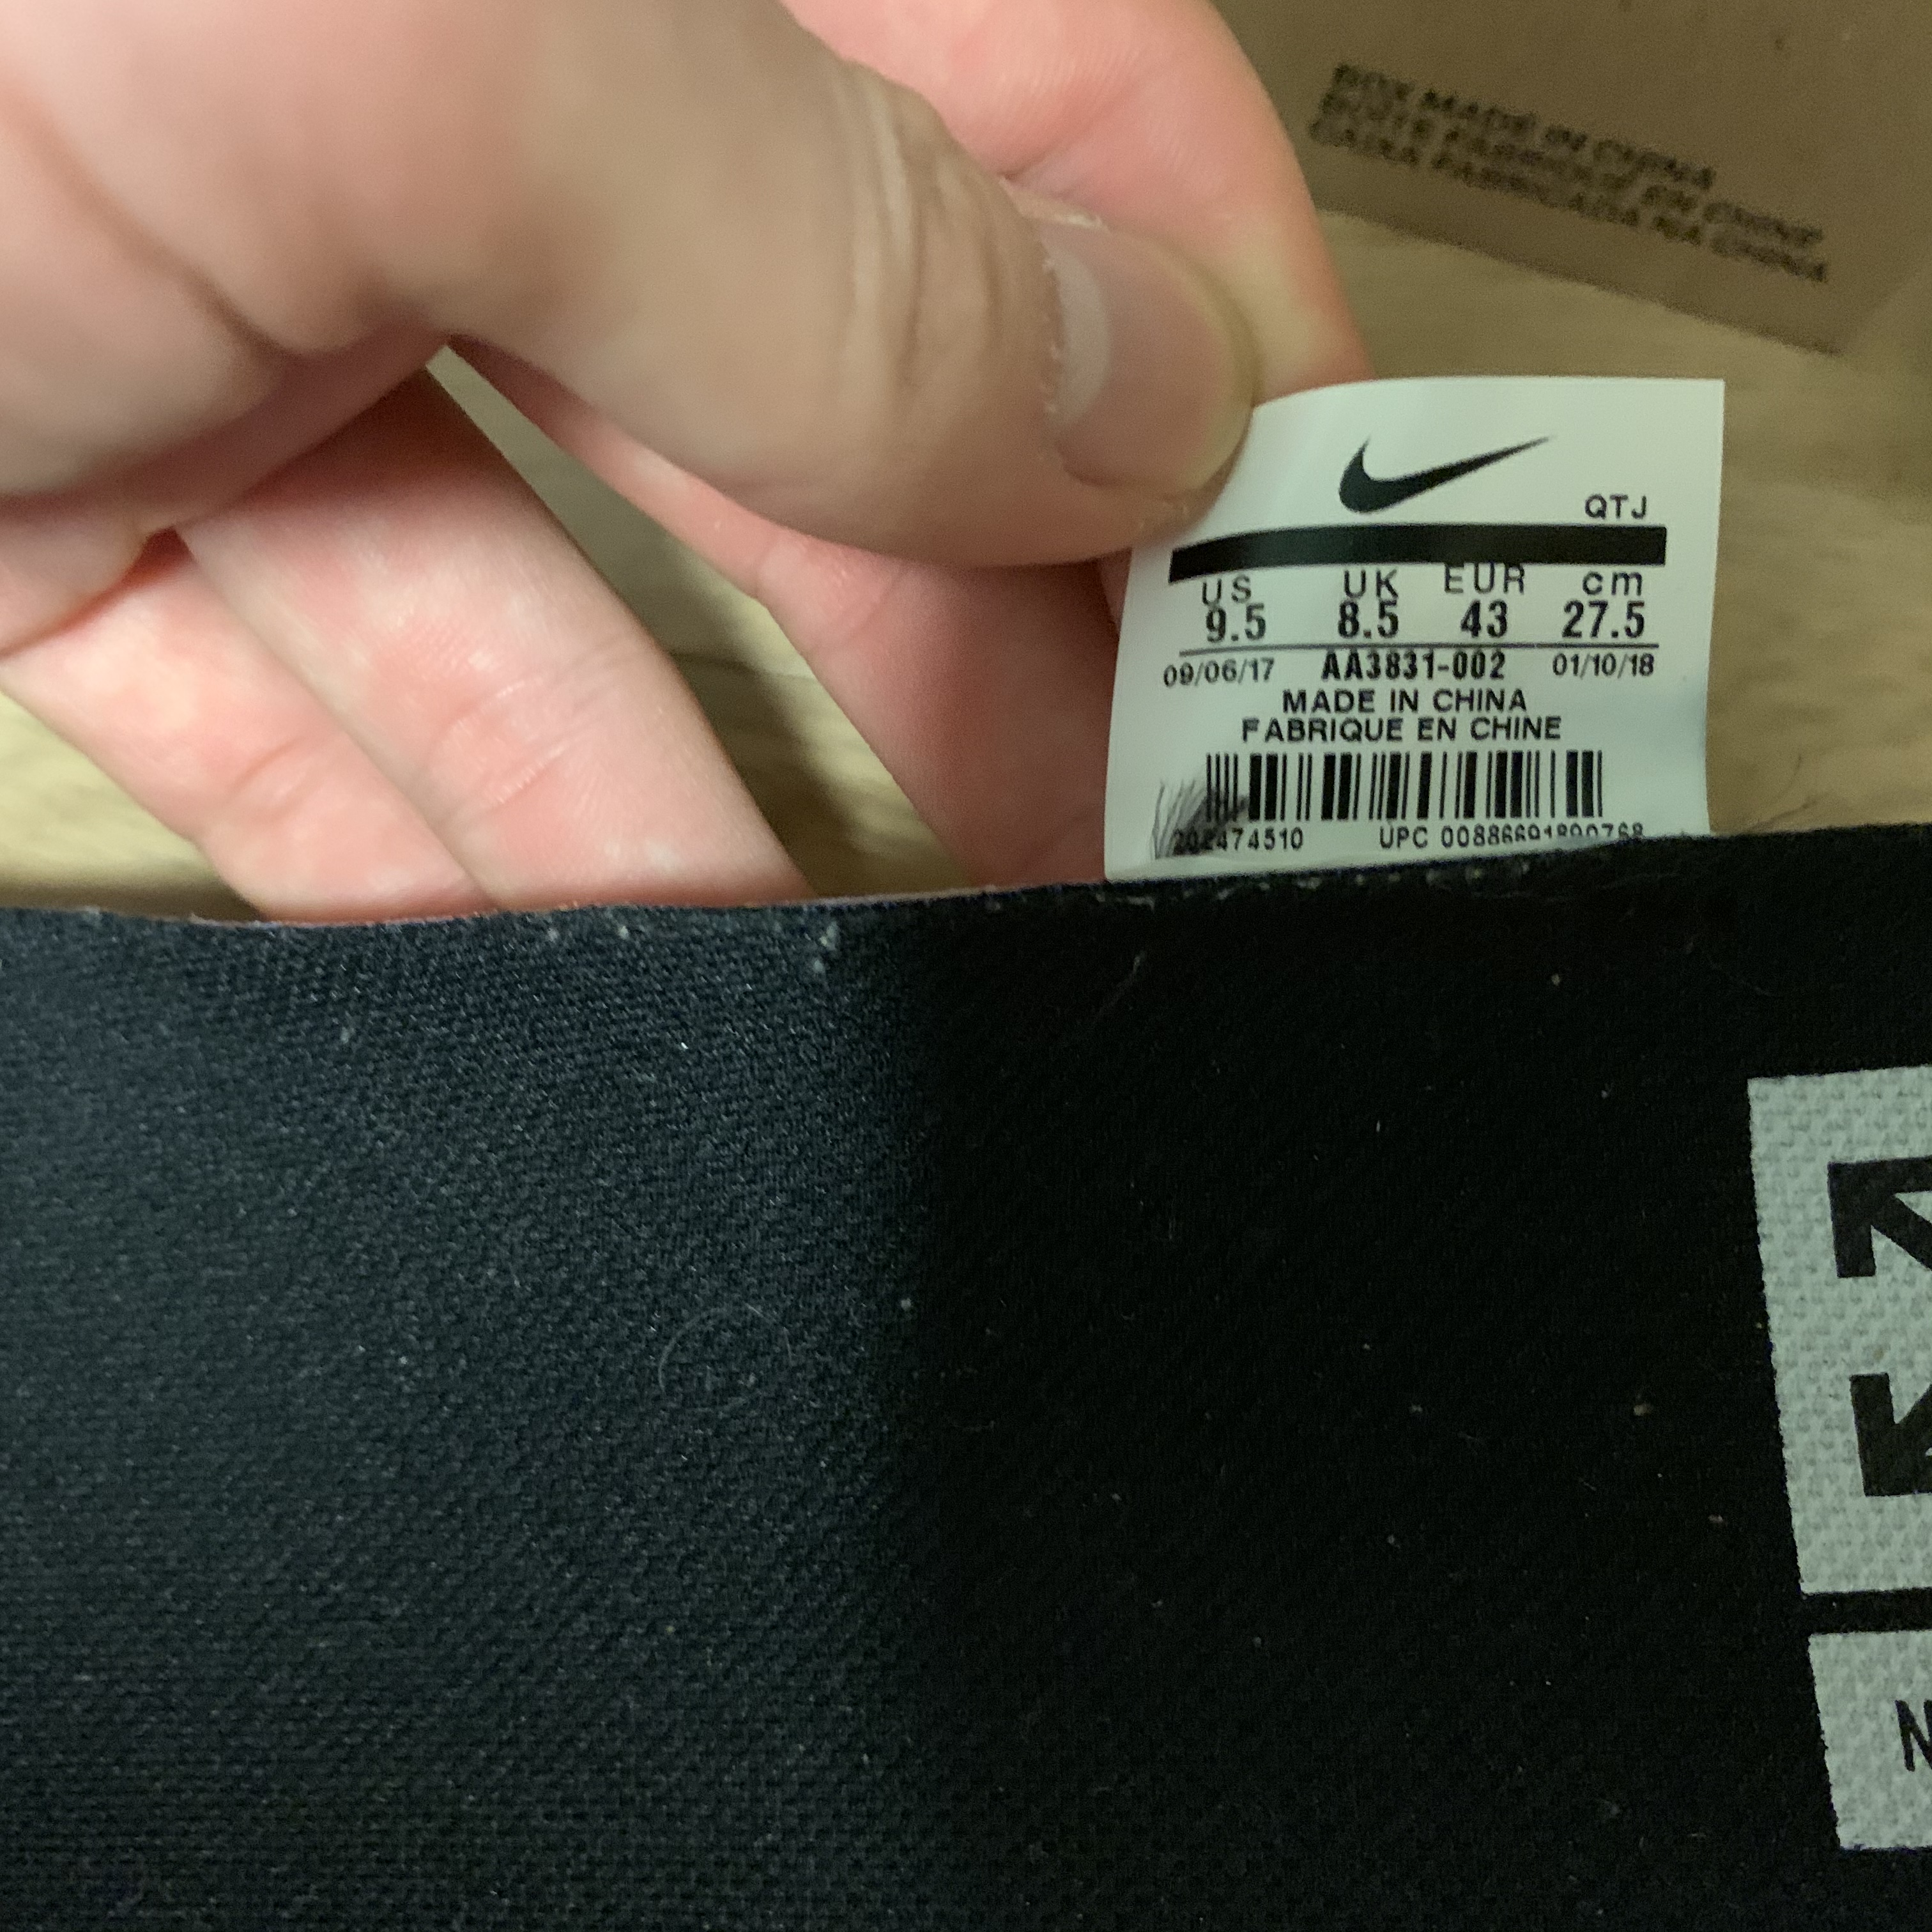 BOX MADE IN CHINA
BOITE FABRIQUE EN CHINE
CAIXA FABRICADA NA CHINA
QTJ
US UK EUR cm
9.5 8.5 43 27.5
09/06/17 AA3831-002 01/10/18
MADE IN CHINA
FABRIQUE EN CHINE
202474510 UPC 00886691890768
N